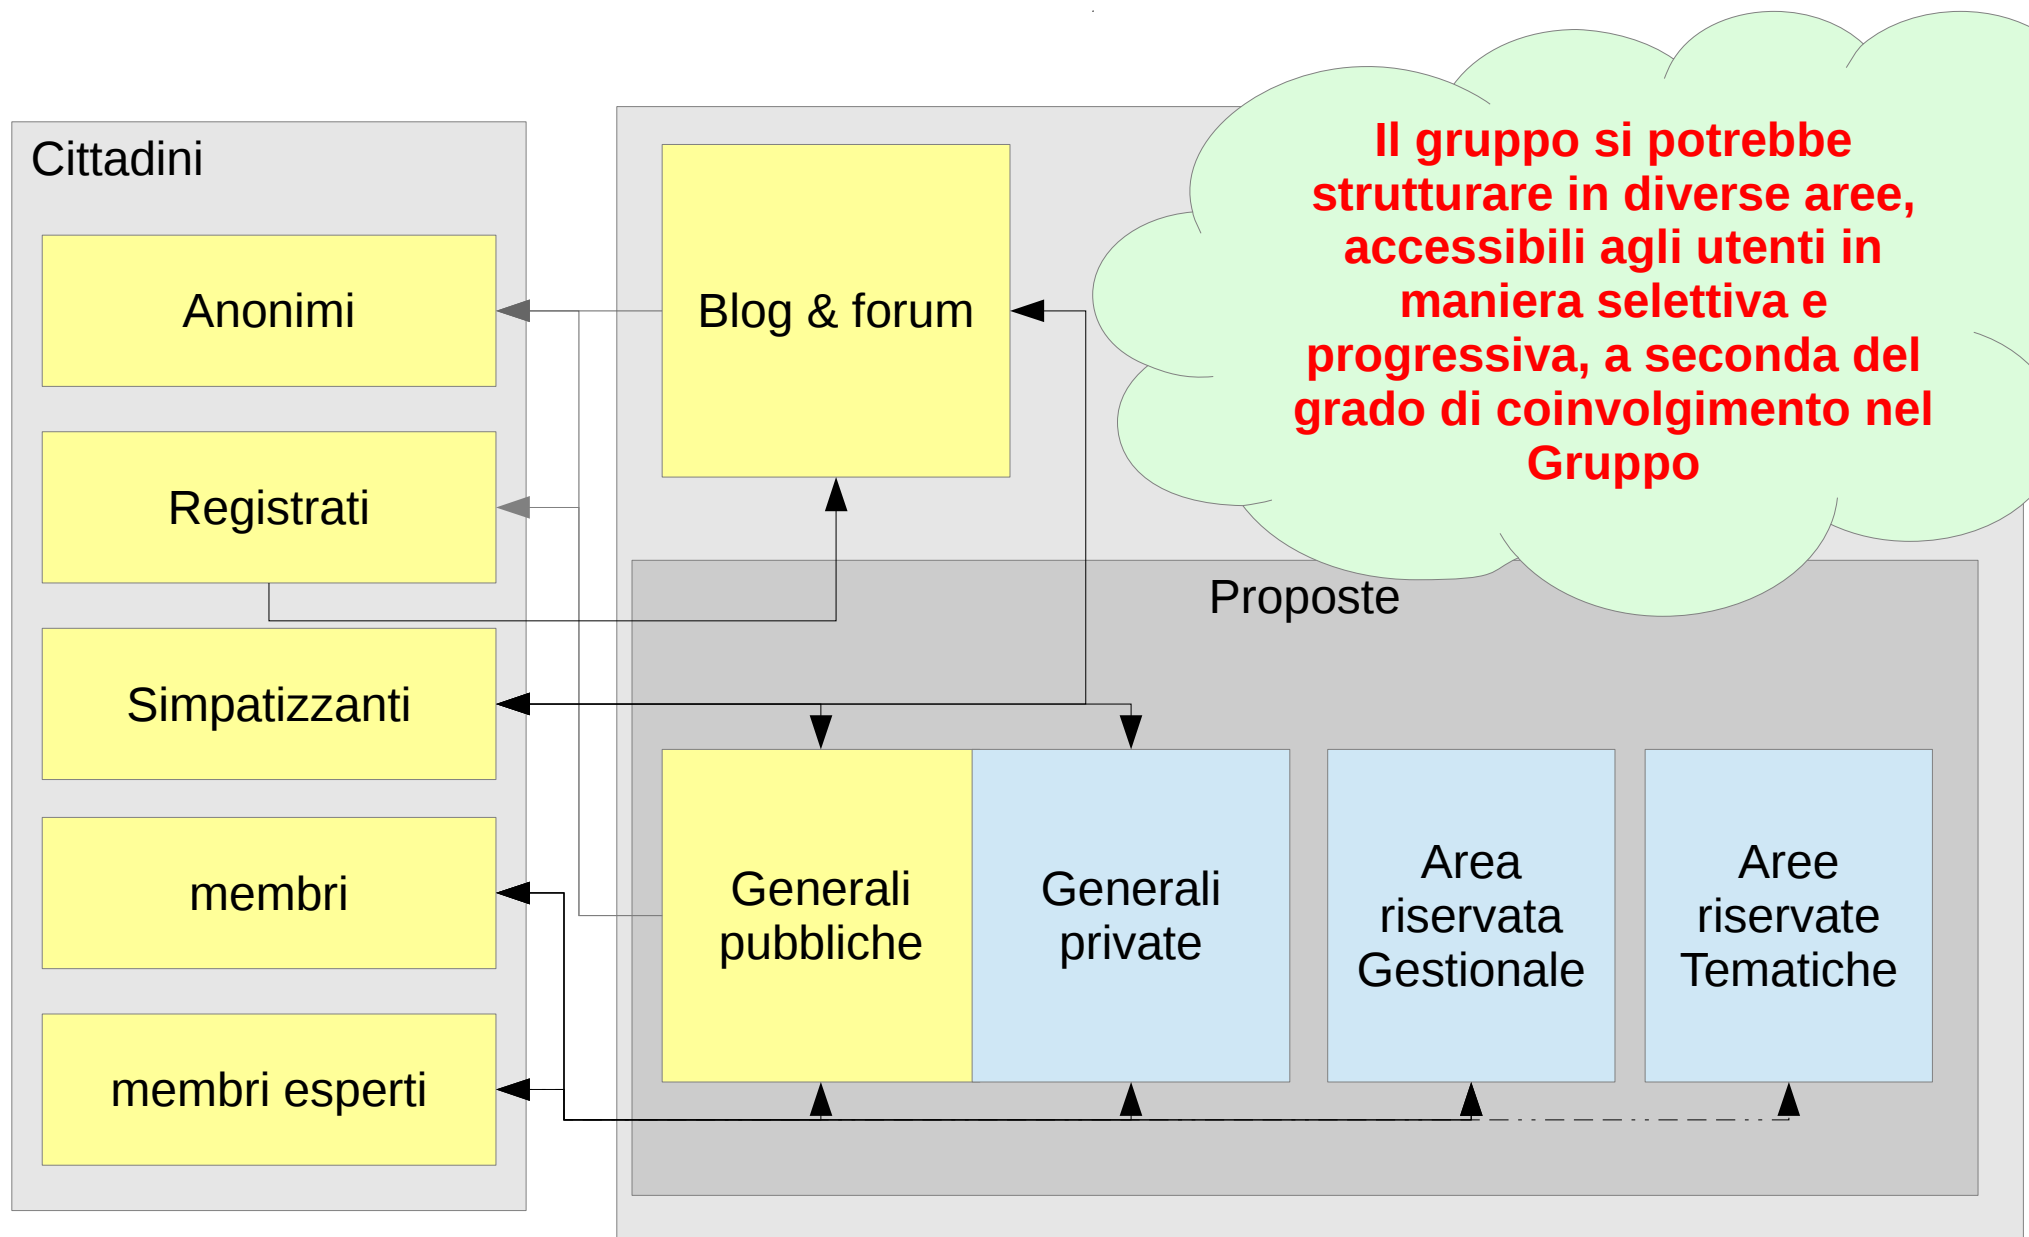 Cittadini
Anonimi
Registrati
Simpatizzanti
membri
membri esperti
Blog & forum
Il gruppo si potrebbe
strutturare in diverse aree,
accessibili agli utenti in
maniera selettiva e
progressiva, a seconda del
grado di coinvolgimento nel
Gruppo
Proposte
Generali
pubbliche
Generali
private
Area
riservata
Gestionale
Aree
riservate
Tematiche